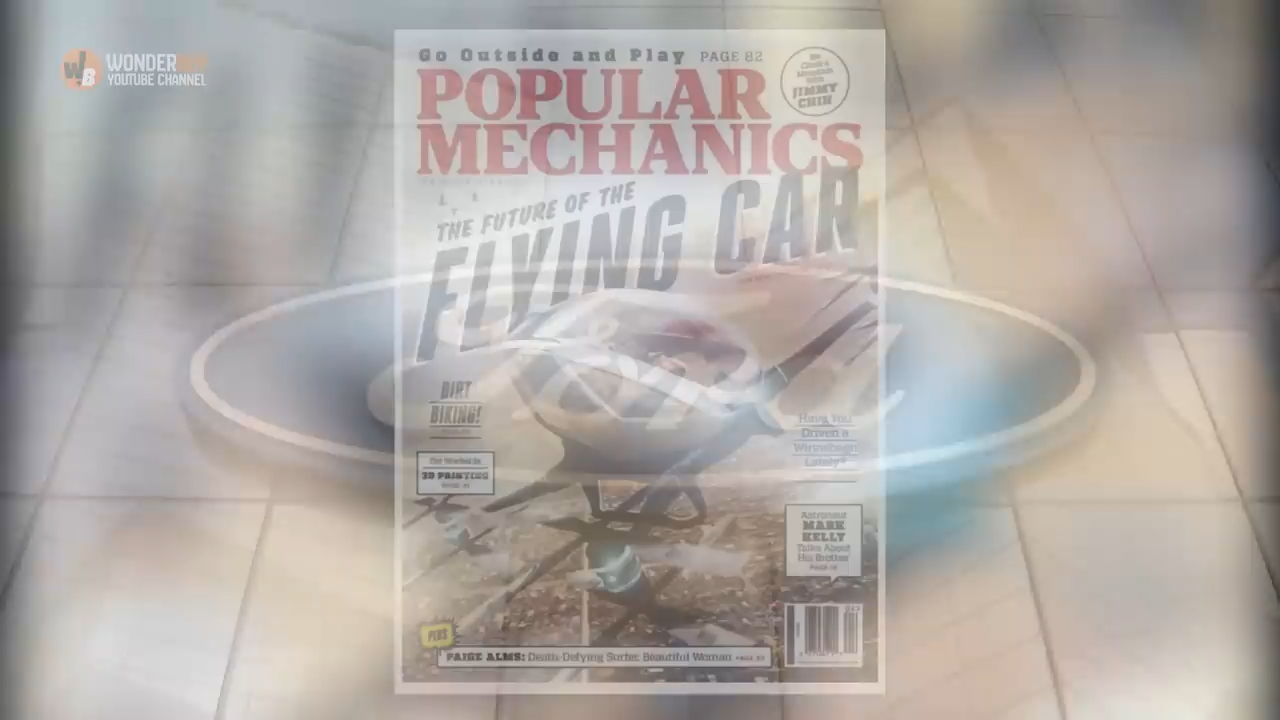 WB
WONDERBOT
YOUTUBE CHANNEL
Go Outside and Play PAGE 82
JIMMY
CHIN
POPULAR
MECHANICS
THE FUTURE OF THE
FLYING CAR
DIRT
BIKING!
3D PRINTING
Have You
Driven a
Winnebago
Lately?
Astronaut
MARK
KELLY
Talks About
His Brother
PLUS
PAIGE ALMS: Death-Defying Surfer, Beautiful Woman